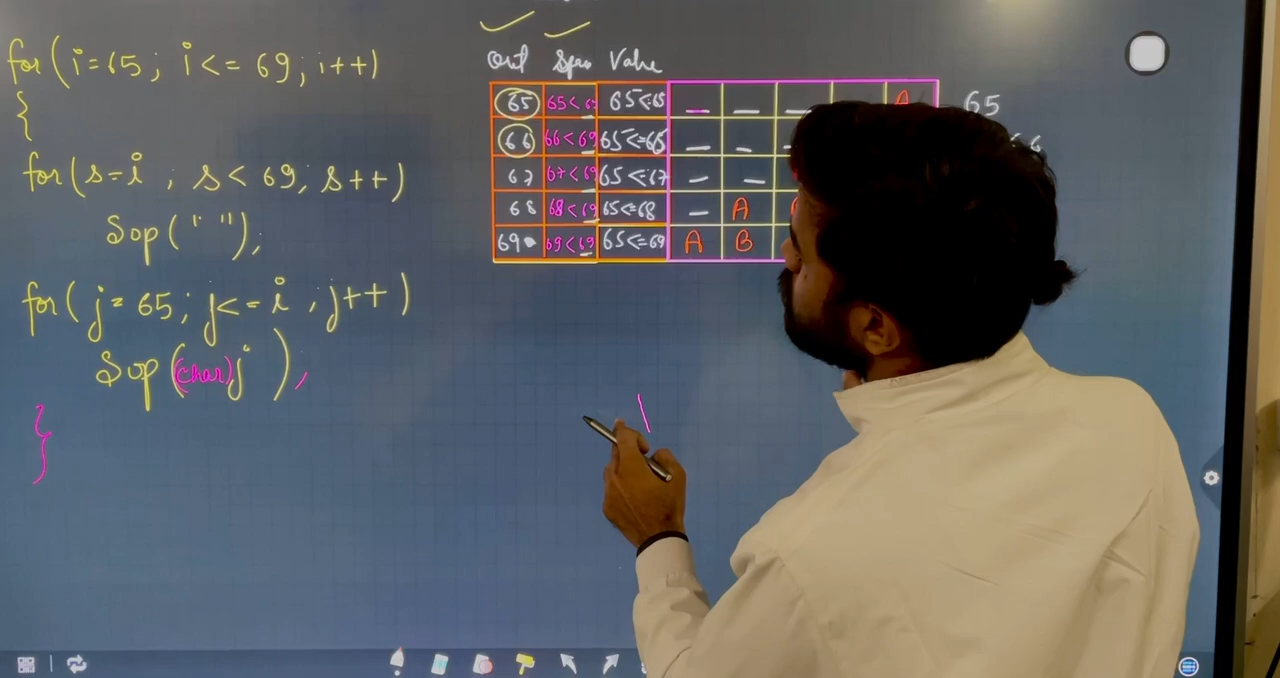 for(i=65; i<=69; i++)
{
for(s=i ; s<69; s++)
Sop(" ");
for(j=65; j<=i ; j++)
Sop((char)j );
}
out Spac Value
65 65<69 65<=65 _ _ _ A 65
66 66<69 65<=66 _ _ _
67 67<69 65<=67 _ _
68 68<69 65<=68 _ A
69 69<69 65<=69 A B